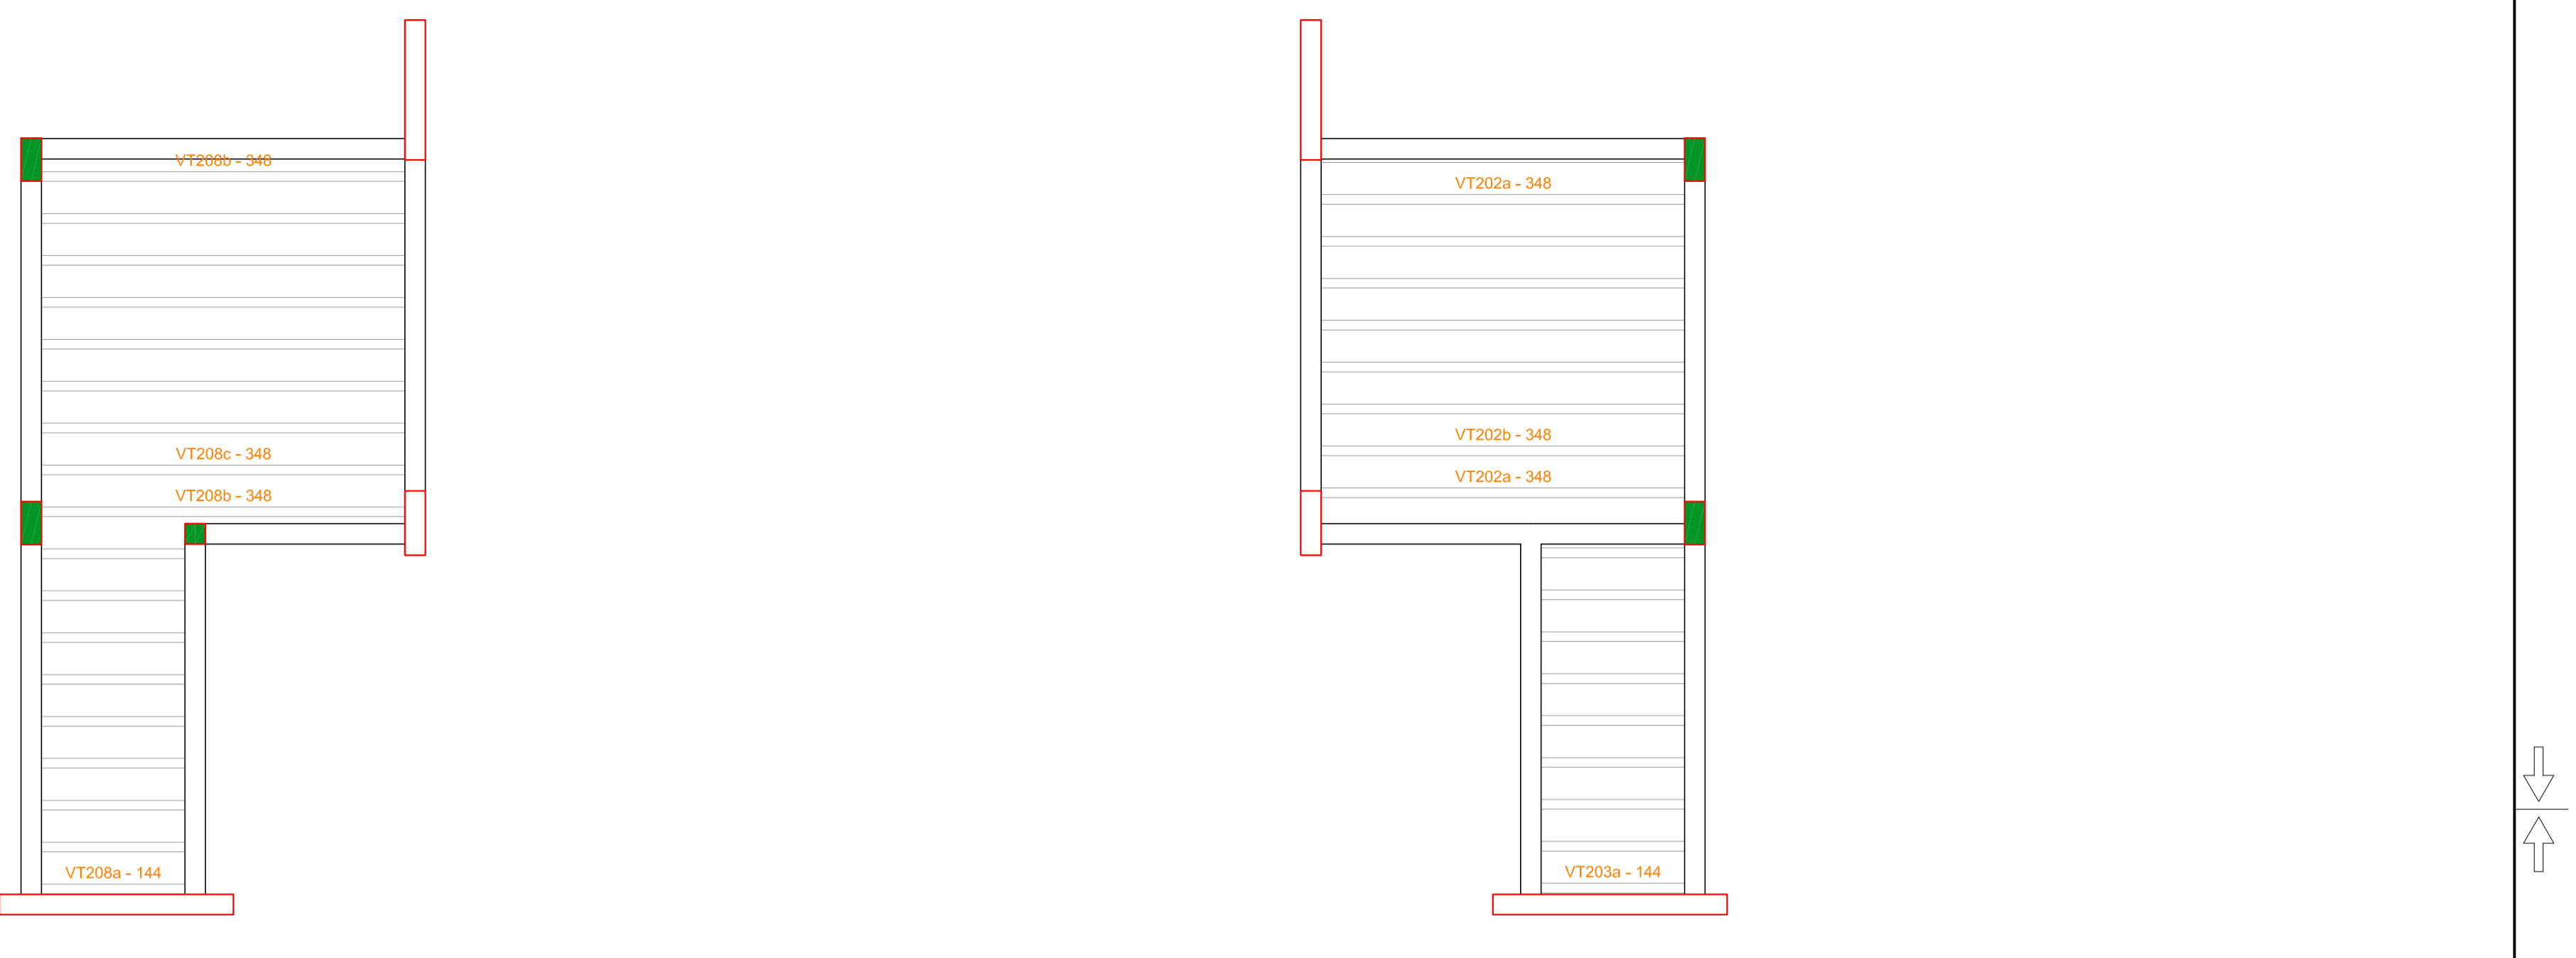 VT208b - 348
VT208c - 348
VT208b - 348
VT208a - 144
VT202a - 348
VT202b - 348
VT202a - 348
VT203a - 144